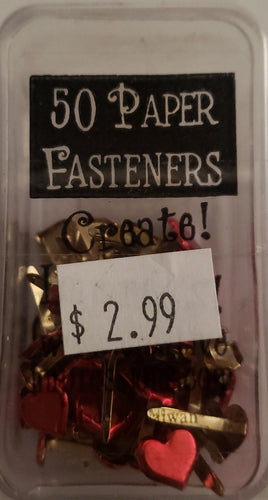 50 PAPER
FASTENERS
Create!
$ 2.99